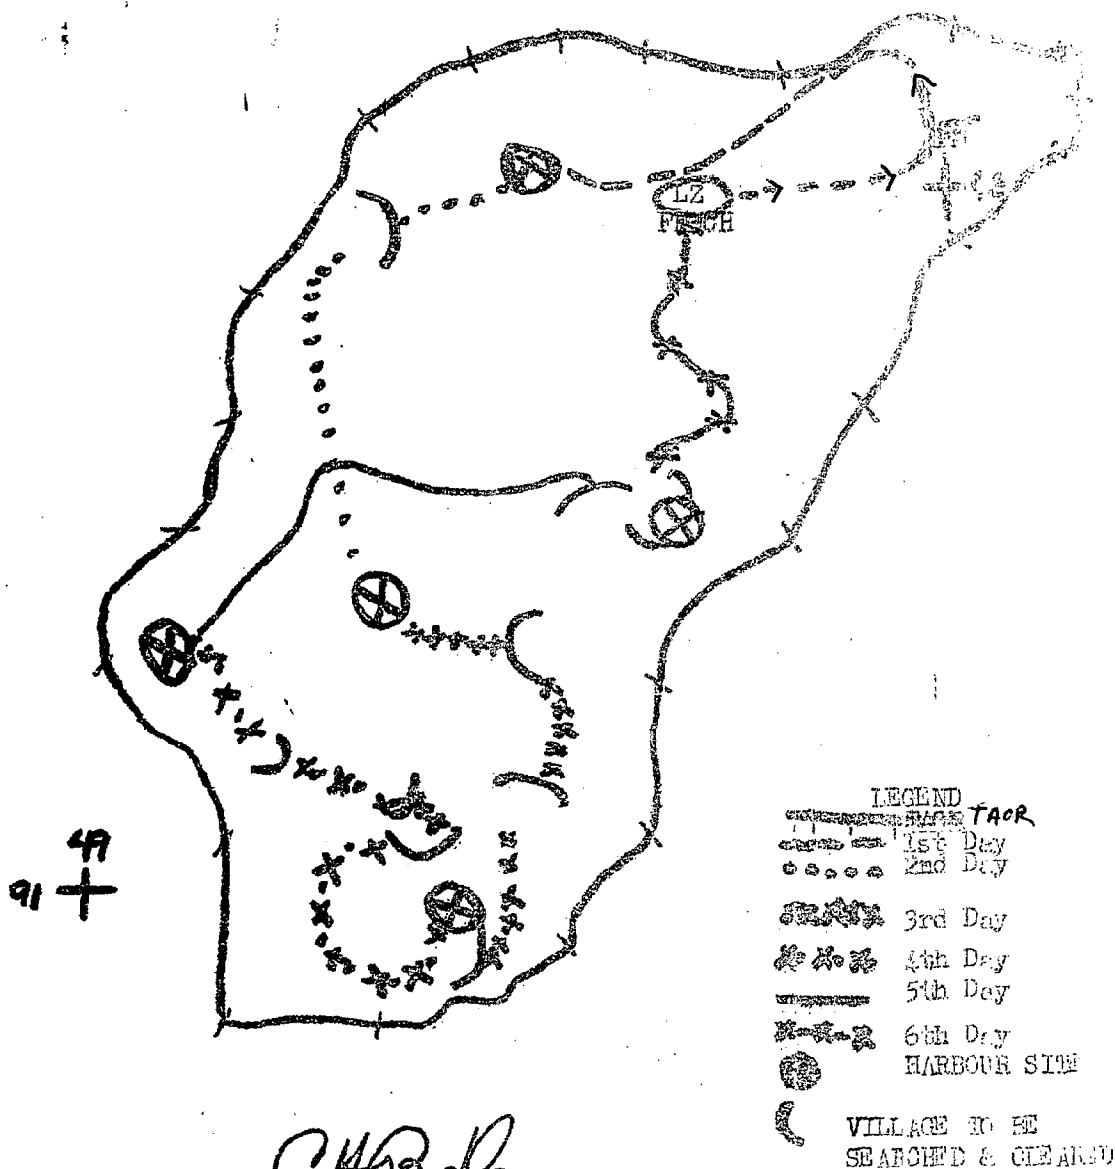 LZ
FINCH
49
91
LEGEND
TAOR
1st Day
2nd Day
3rd Day
4th Day
5th Day
6th Day
HARBOUR SITE
VILLAGE TO BE
SEARCHED & CLEARED